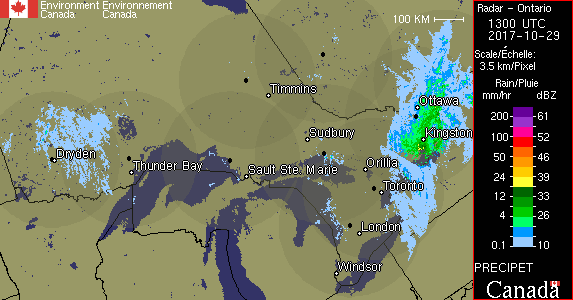 Environment Environnement
Canada Canada
100 KM
Timmins
Ottawa
Sudbury
Kingston
Dryden
Thunder Bay
Sault Ste. Marie
Orillia
Toronto
London
Windsor
Radar - Ontario
1300 UTC
2017-10-29
Scale/Échelle:
3.5 km/Pixel
Rain/Pluie
mm/hr dBZ
200 61
100 52
50 46
24 39
12 33
4 26
0.1 10
PRECIPET
Canada